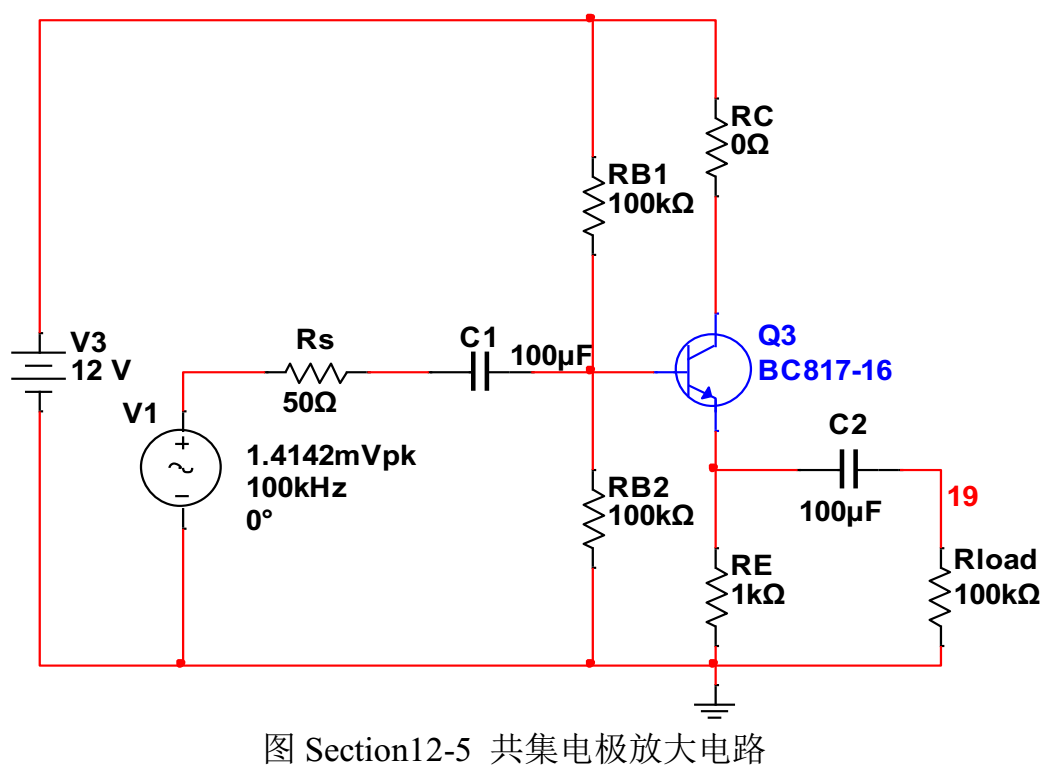 RC
0Ω
RB1
100kΩ
V3
12 V
Rs
50Ω
C1
100µF
Q3
BC817-16
V1
1.4142mVpk
100kHz
0°
C2
100µF
19
RB2
100kΩ
RE
1kΩ
Rload
100kΩ
图 Section12-5 共集电极放大电路